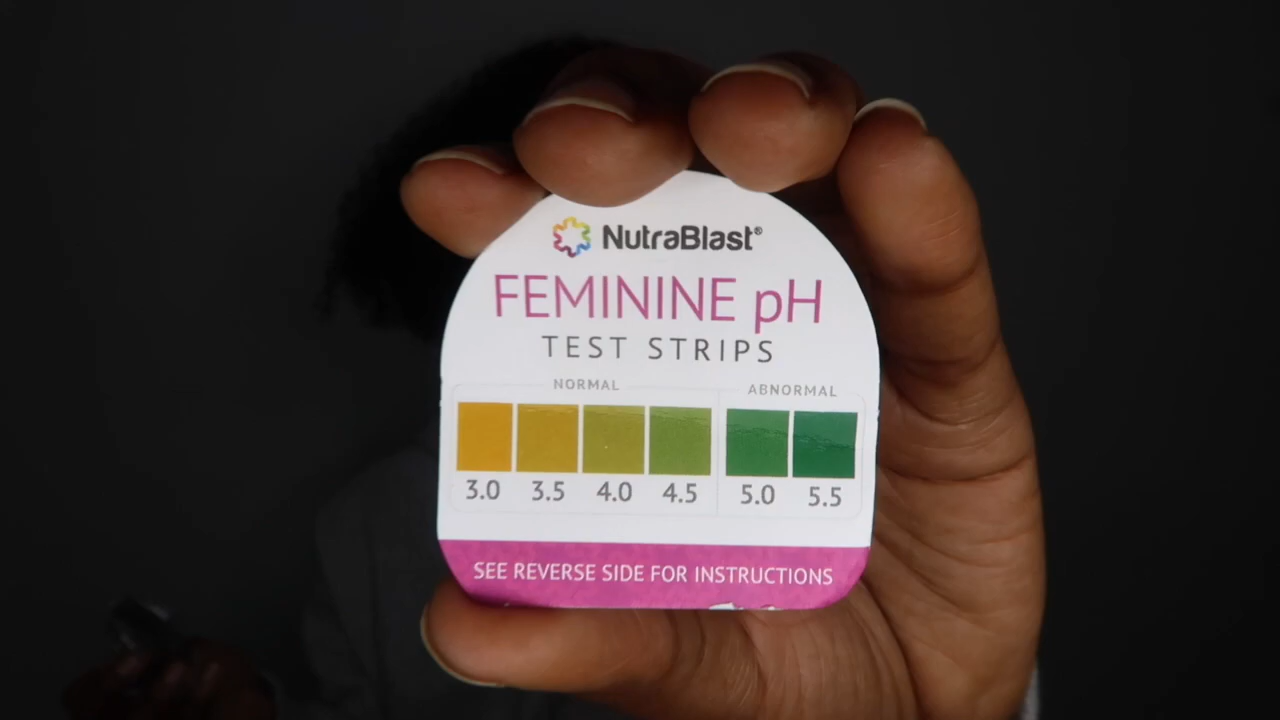 NutraBlast®
FEMININE pH
TEST STRIPS
NORMAL ABNORMAL
3.0 3.5 4.0 4.5 5.0 5.5
SEE REVERSE SIDE FOR INSTRUCTIONS